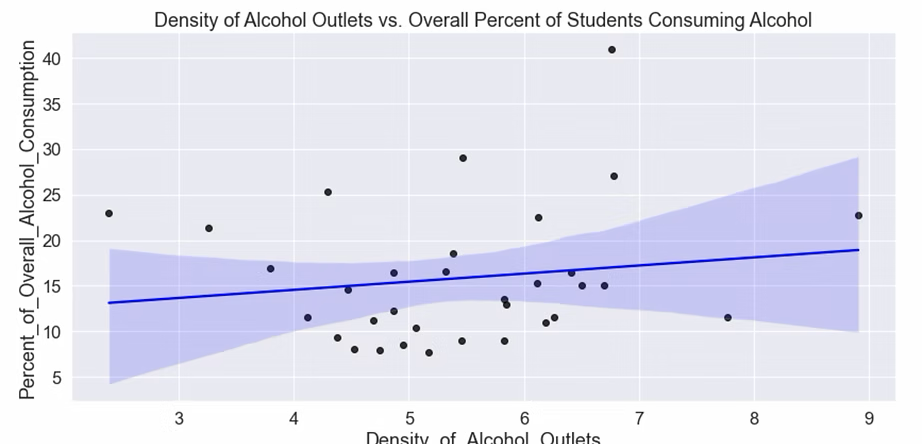 Density of Alcohol Outlets vs. Overall Percent of Students Consuming Alcohol
Percent_of_Overall_Alcohol_Consumption
40
35
30
25
20
15
10
5
3 4 5 6 7 8 9
Density_of_Alcohol_Outlets